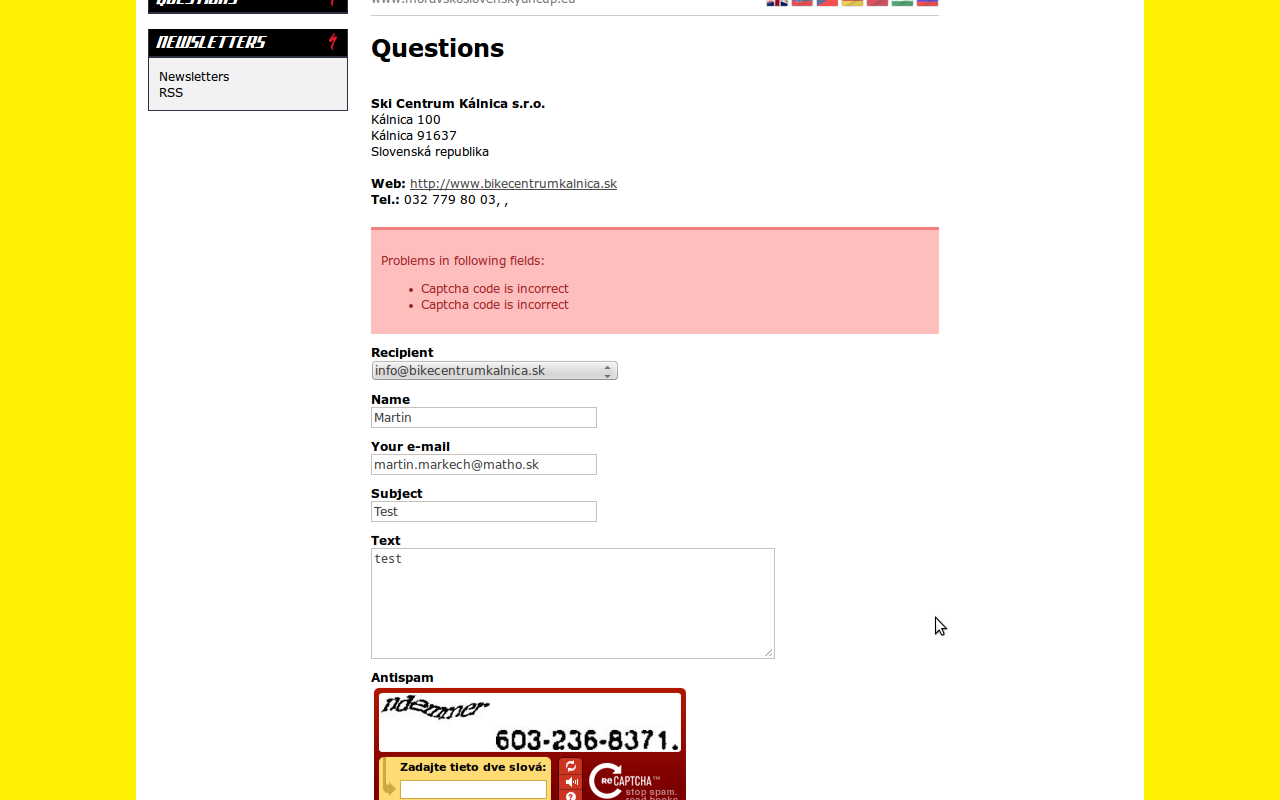 QUESTIONS
www.moravskoslovenskydhcup.eu
NEWSLETTERS
Newsletters
RSS
Questions
Ski Centrum Kálnica s.r.o.
Kálnica 100
Kálnica 91637
Slovenská republika
Web: http://www.bikecentrumkalnica.sk
Tel.: 032 779 80 03, ,
Problems in following fields:
• Captcha code is incorrect
• Captcha code is incorrect
Recipient
info@bikecentrumkalnica.sk
Name
Martin
Your e-mail
martin.markech@matho.sk
Subject
Test
Text
test
Antispam
ndemmer
603-236-8371.
Zadajte tieto dve slová:
reCAPTCHA™
stop spam.
read books.